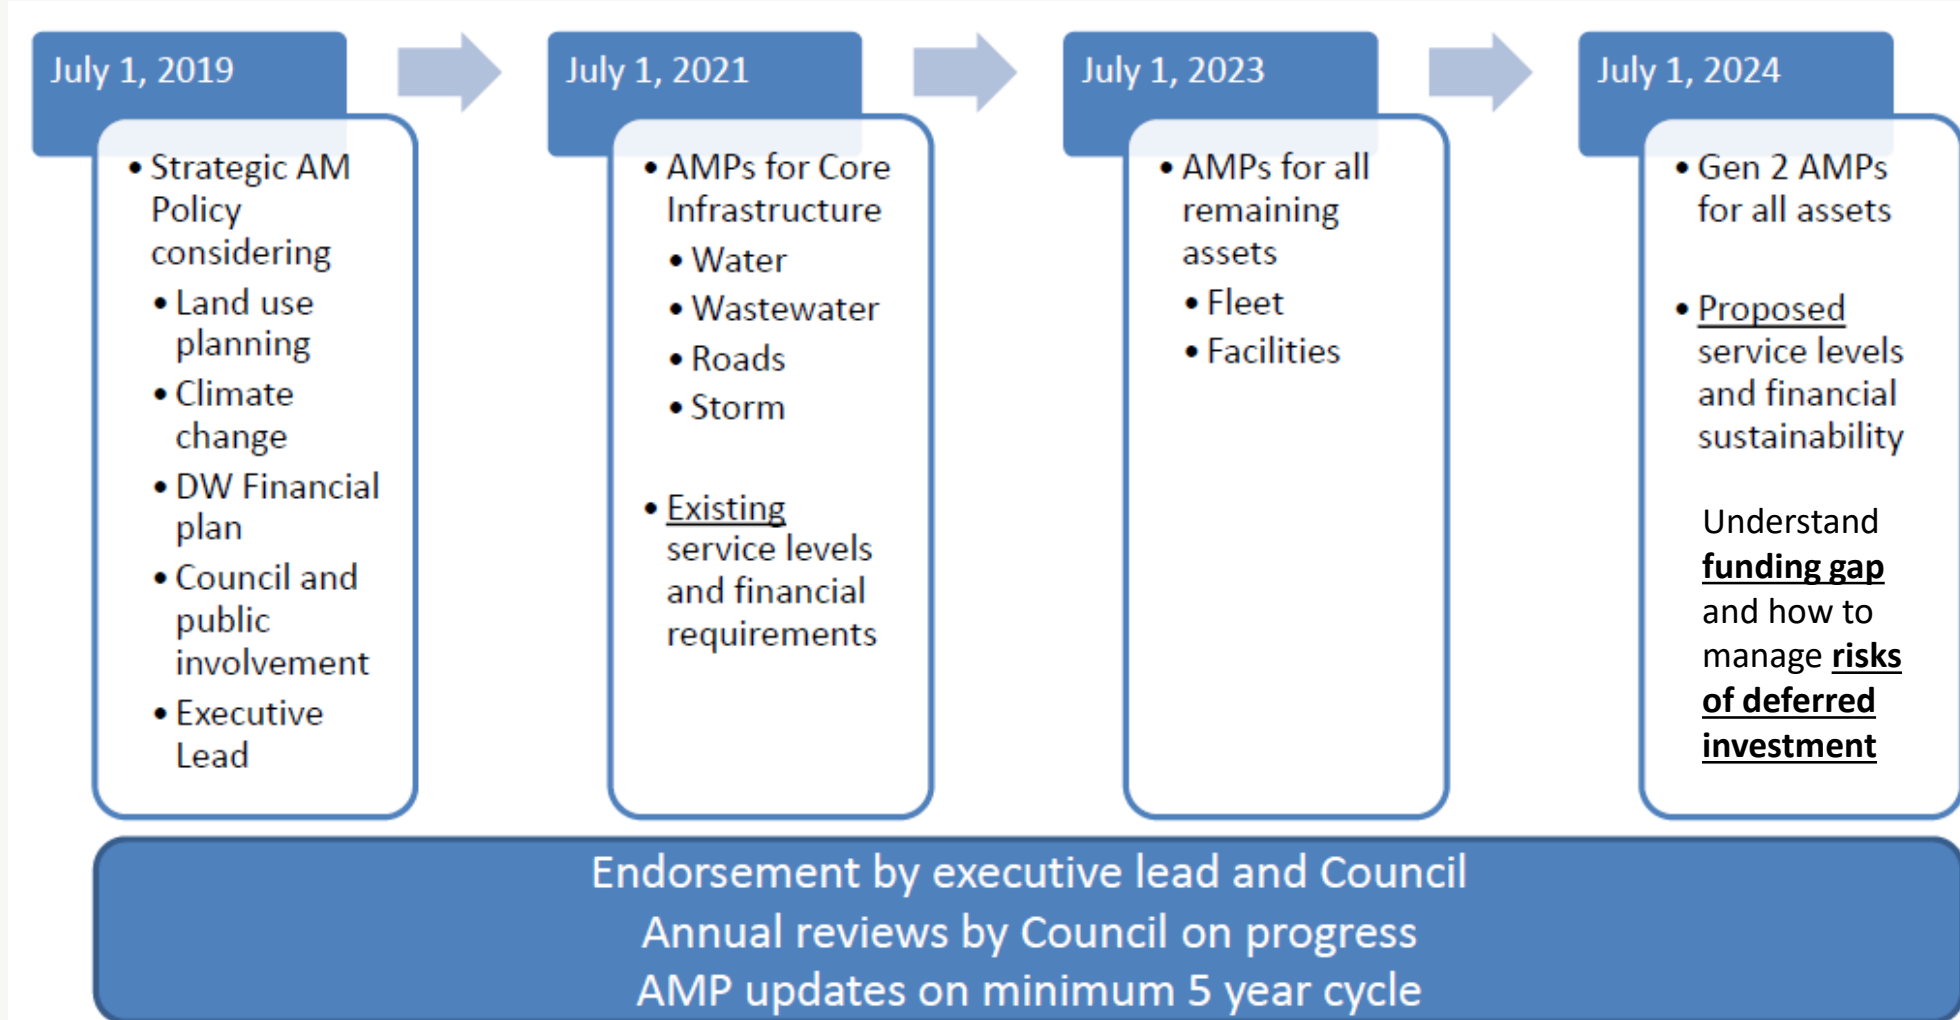 July 1, 2019
• Strategic AM
Policy
considering
• Land use
planning
• Climate
change
• DW Financial
plan
• Council and
public
involvement
• Executive
Lead
July 1, 2021
• AMPs for Core
Infrastructure
• Water
• Wastewater
• Roads
• Storm
• Existing
service levels
and financial
requirements
July 1, 2023
• AMPs for all
remaining
assets
• Fleet
• Facilities
July 1, 2024
• Gen 2 AMPs
for all assets
• Proposed
service levels
and financial
sustainability
Understand
funding gap
and how to
manage risks
of deferred
investment
Endorsement by executive lead and Council
Annual reviews by Council on progress
AMP updates on minimum 5 year cycle